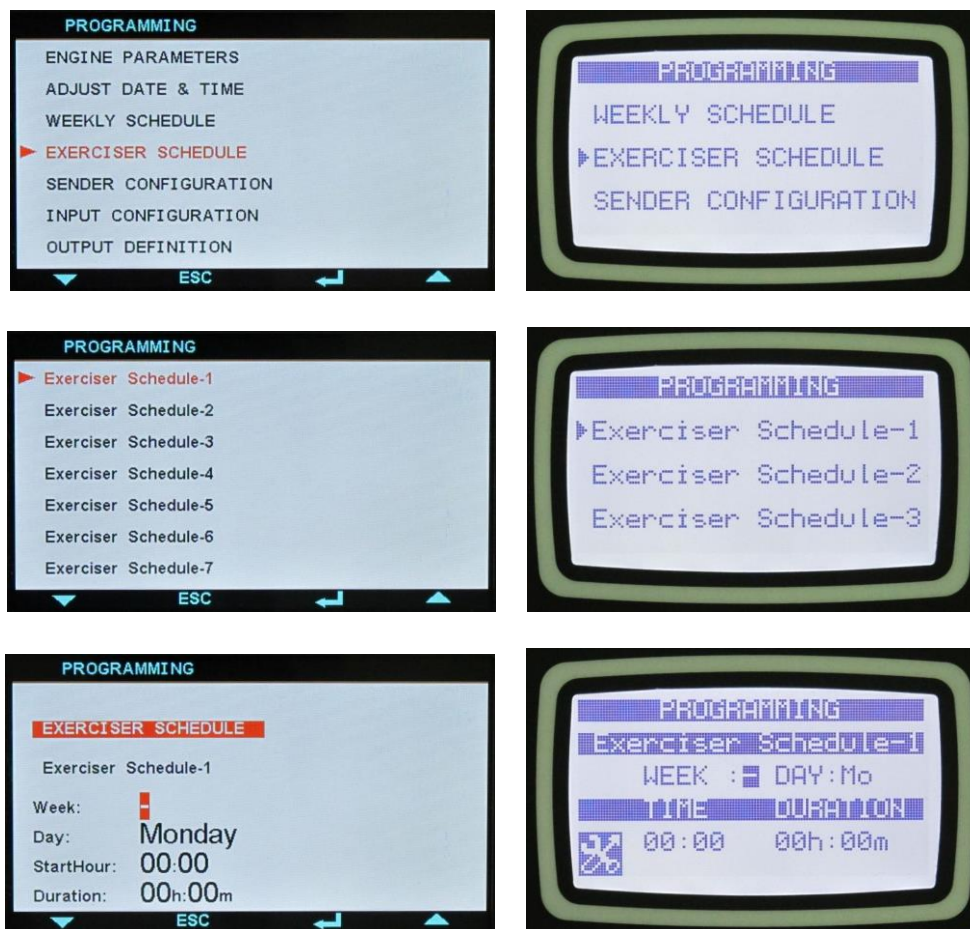 PROGRAMMING
ENGINE PARAMETERS
ADJUST DATE & TIME
WEEKLY SCHEDULE
EXERCISER SCHEDULE
SENDER CONFIGURATION
INPUT CONFIGURATION
OUTPUT DEFINITION
ESC
PROGRAMMING
WEEKLY SCHEDULE
EXERCISER SCHEDULE
SENDER CONFIGURATION
PROGRAMMING
Exerciser Schedule-1
Exerciser Schedule-2
Exerciser Schedule-3
Exerciser Schedule-4
Exerciser Schedule-5
Exerciser Schedule-6
Exerciser Schedule-7
ESC
PROGRAMMING
Exerciser Schedule-1
Exerciser Schedule-2
Exerciser Schedule-3
PROGRAMMING
EXERCISER SCHEDULE
Exerciser Schedule-1
Week: -
Day: Monday
StartHour: 00:00
Duration: 00h:00m
ESC
PROGRAMMING
Exerciser Schedule-1
WEEK :- DAY:Mo
TIME DURATION
00:00 00h:00m